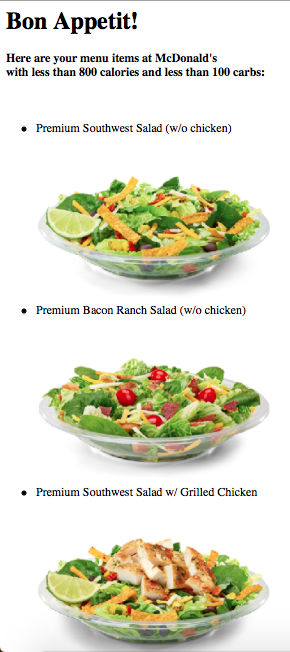 Bon Appetit!
Here are your menu items at McDonald's
with less than 800 calories and less than 100 carbs:
Premium Southwest Salad (w/o chicken)
Premium Bacon Ranch Salad (w/o chicken)
Premium Southwest Salad w/ Grilled Chicken